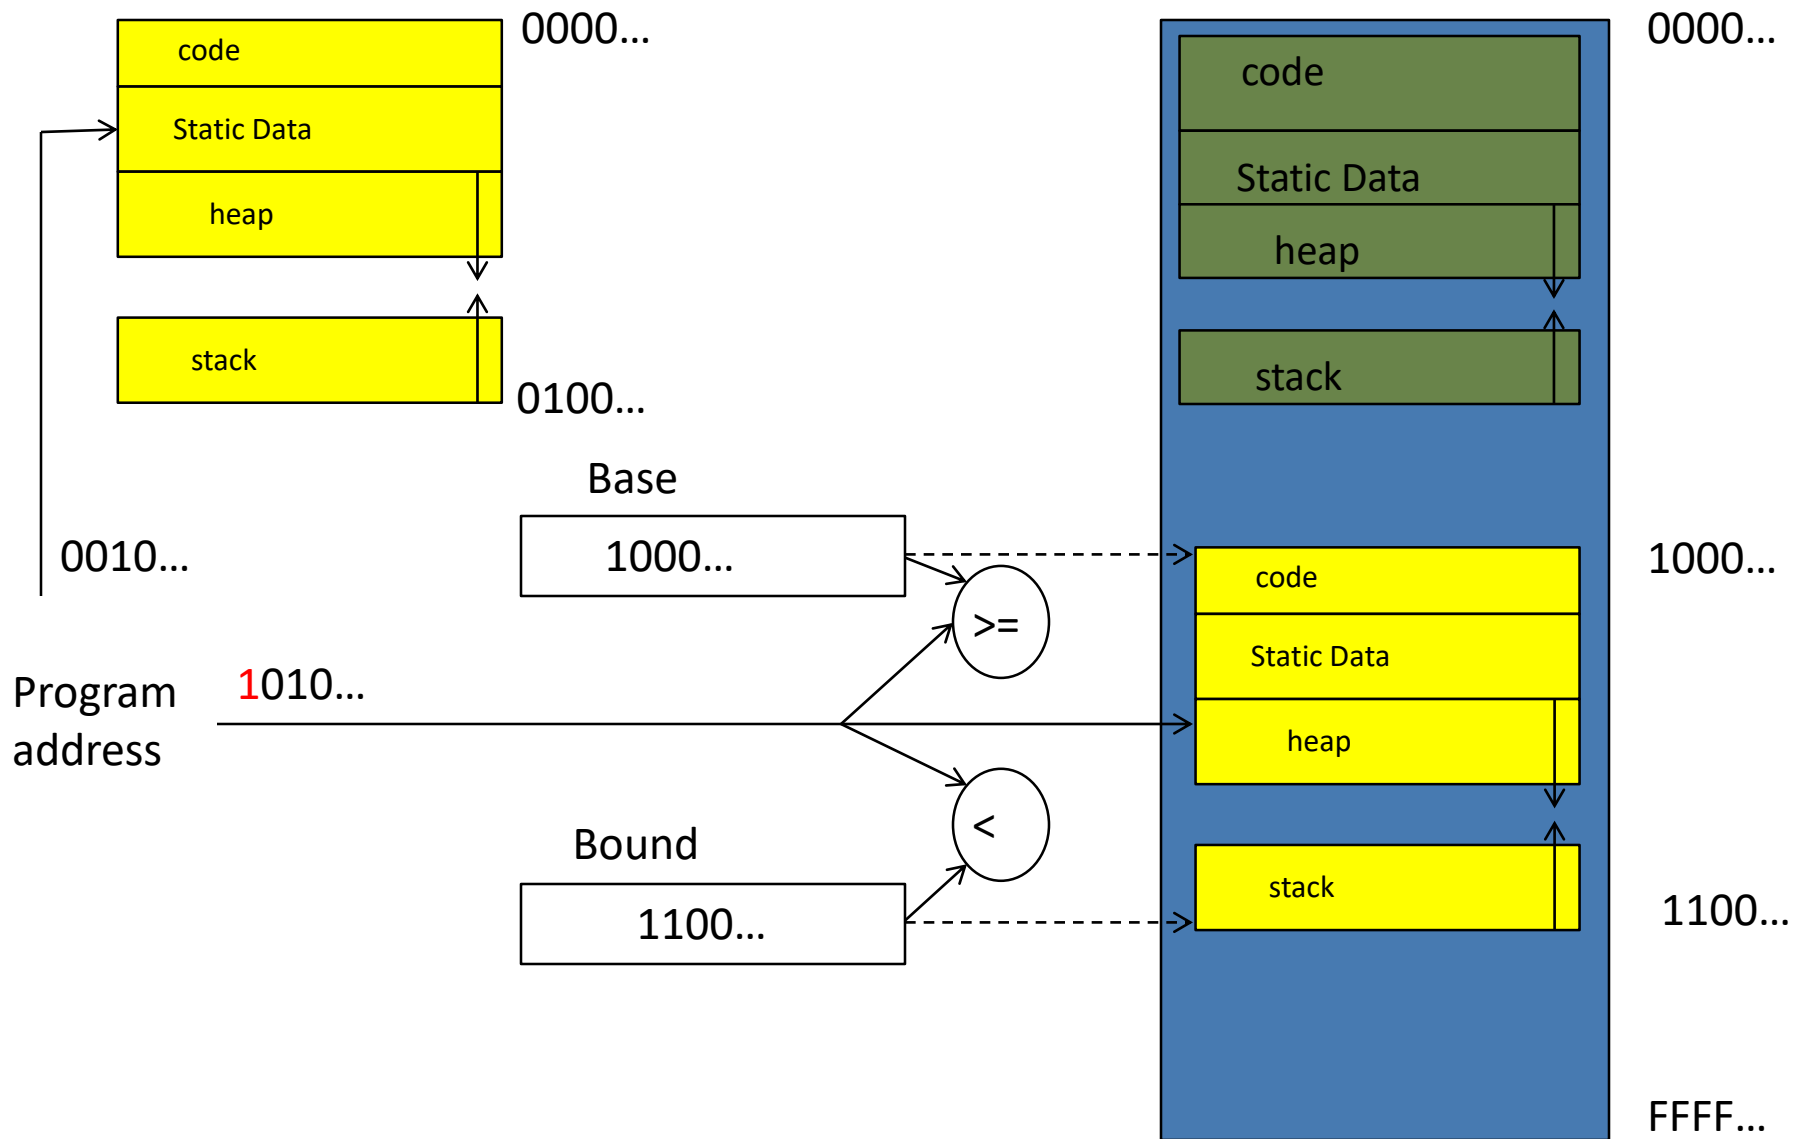 code
0000...
Static Data
heap
stack
0100...
0010...
Base
1000...
>=
Program
address
1010...
Bound
1100...
<
0000...
code
Static Data
heap
stack
1000...
code
Static Data
heap
stack
1100...
FFFF...